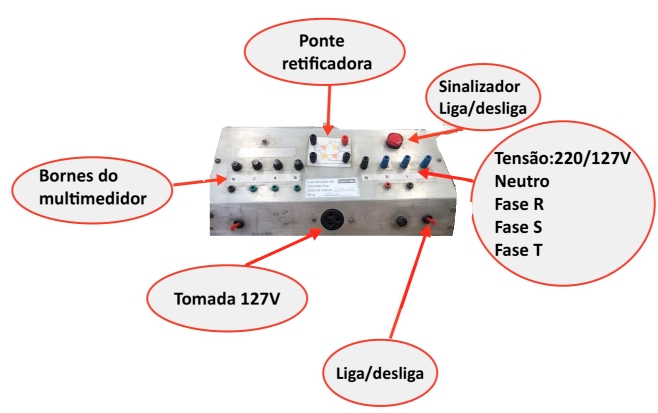 Ponte
retificadora
Sinalizador
Liga/desliga
Bornes do
multimedidor
Tensão:220/127V
Neutro
Fase R
Fase S
Fase T
Tomada 127V
Liga/desliga